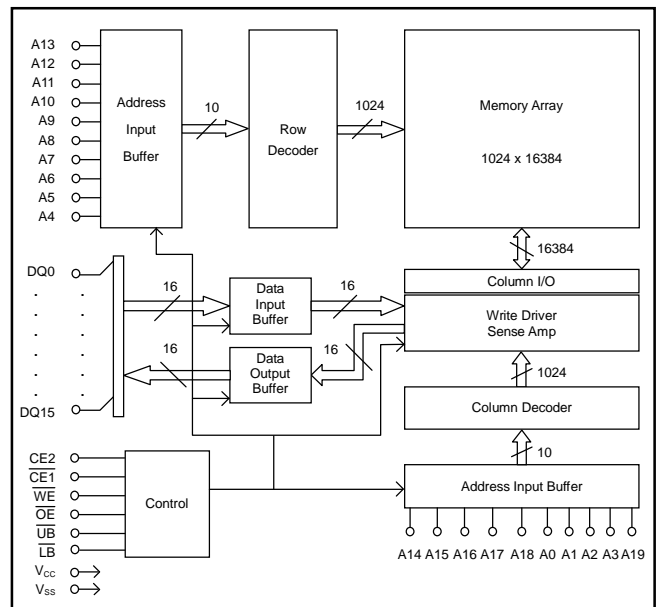 A13
A12
A11
A10
A9
A8
A7
A6
A5
A4
Address
Input
Buffer
10
Row
Decoder
1024
Memory Array
1024 x 16384
16384
DQ0
.
.
.
.
.
.
DQ15
16
Data
Input
Buffer
16
Column I/O
Write Driver
Sense Amp
16
Data
Output
Buffer
16
1024
Column Decoder
10
Address Input Buffer
A14 A15 A16 A17 A18 A0 A1 A2 A3 A19
CE2
CE1
WE
OE
UB
LB
Control
VCC
VSS